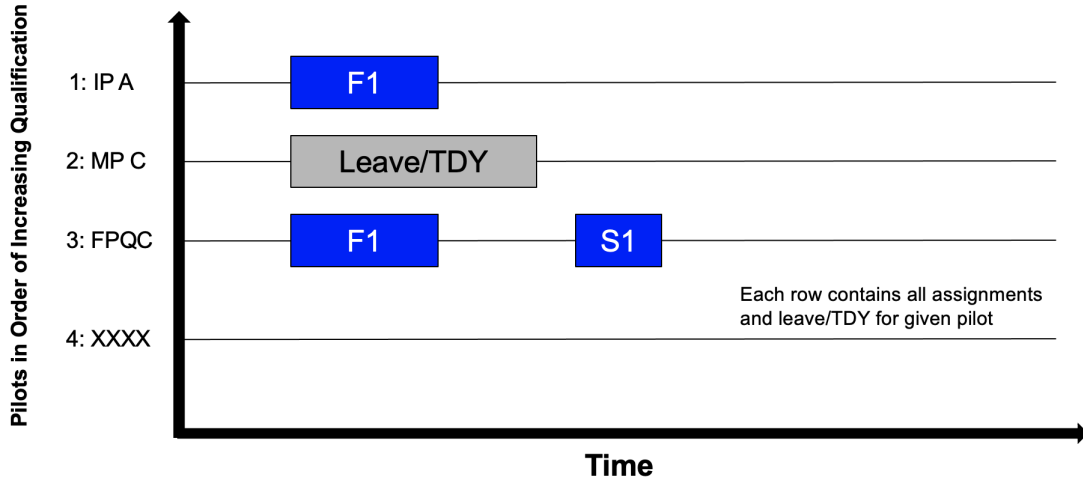 Pilots in Order of Increasing Qualification
1: IP A
F1
2: MP C
Leave/TDY
3: FPQC
F1
S1
Each row contains all assignments
and leave/TDY for given pilot
4: XXXX
Time